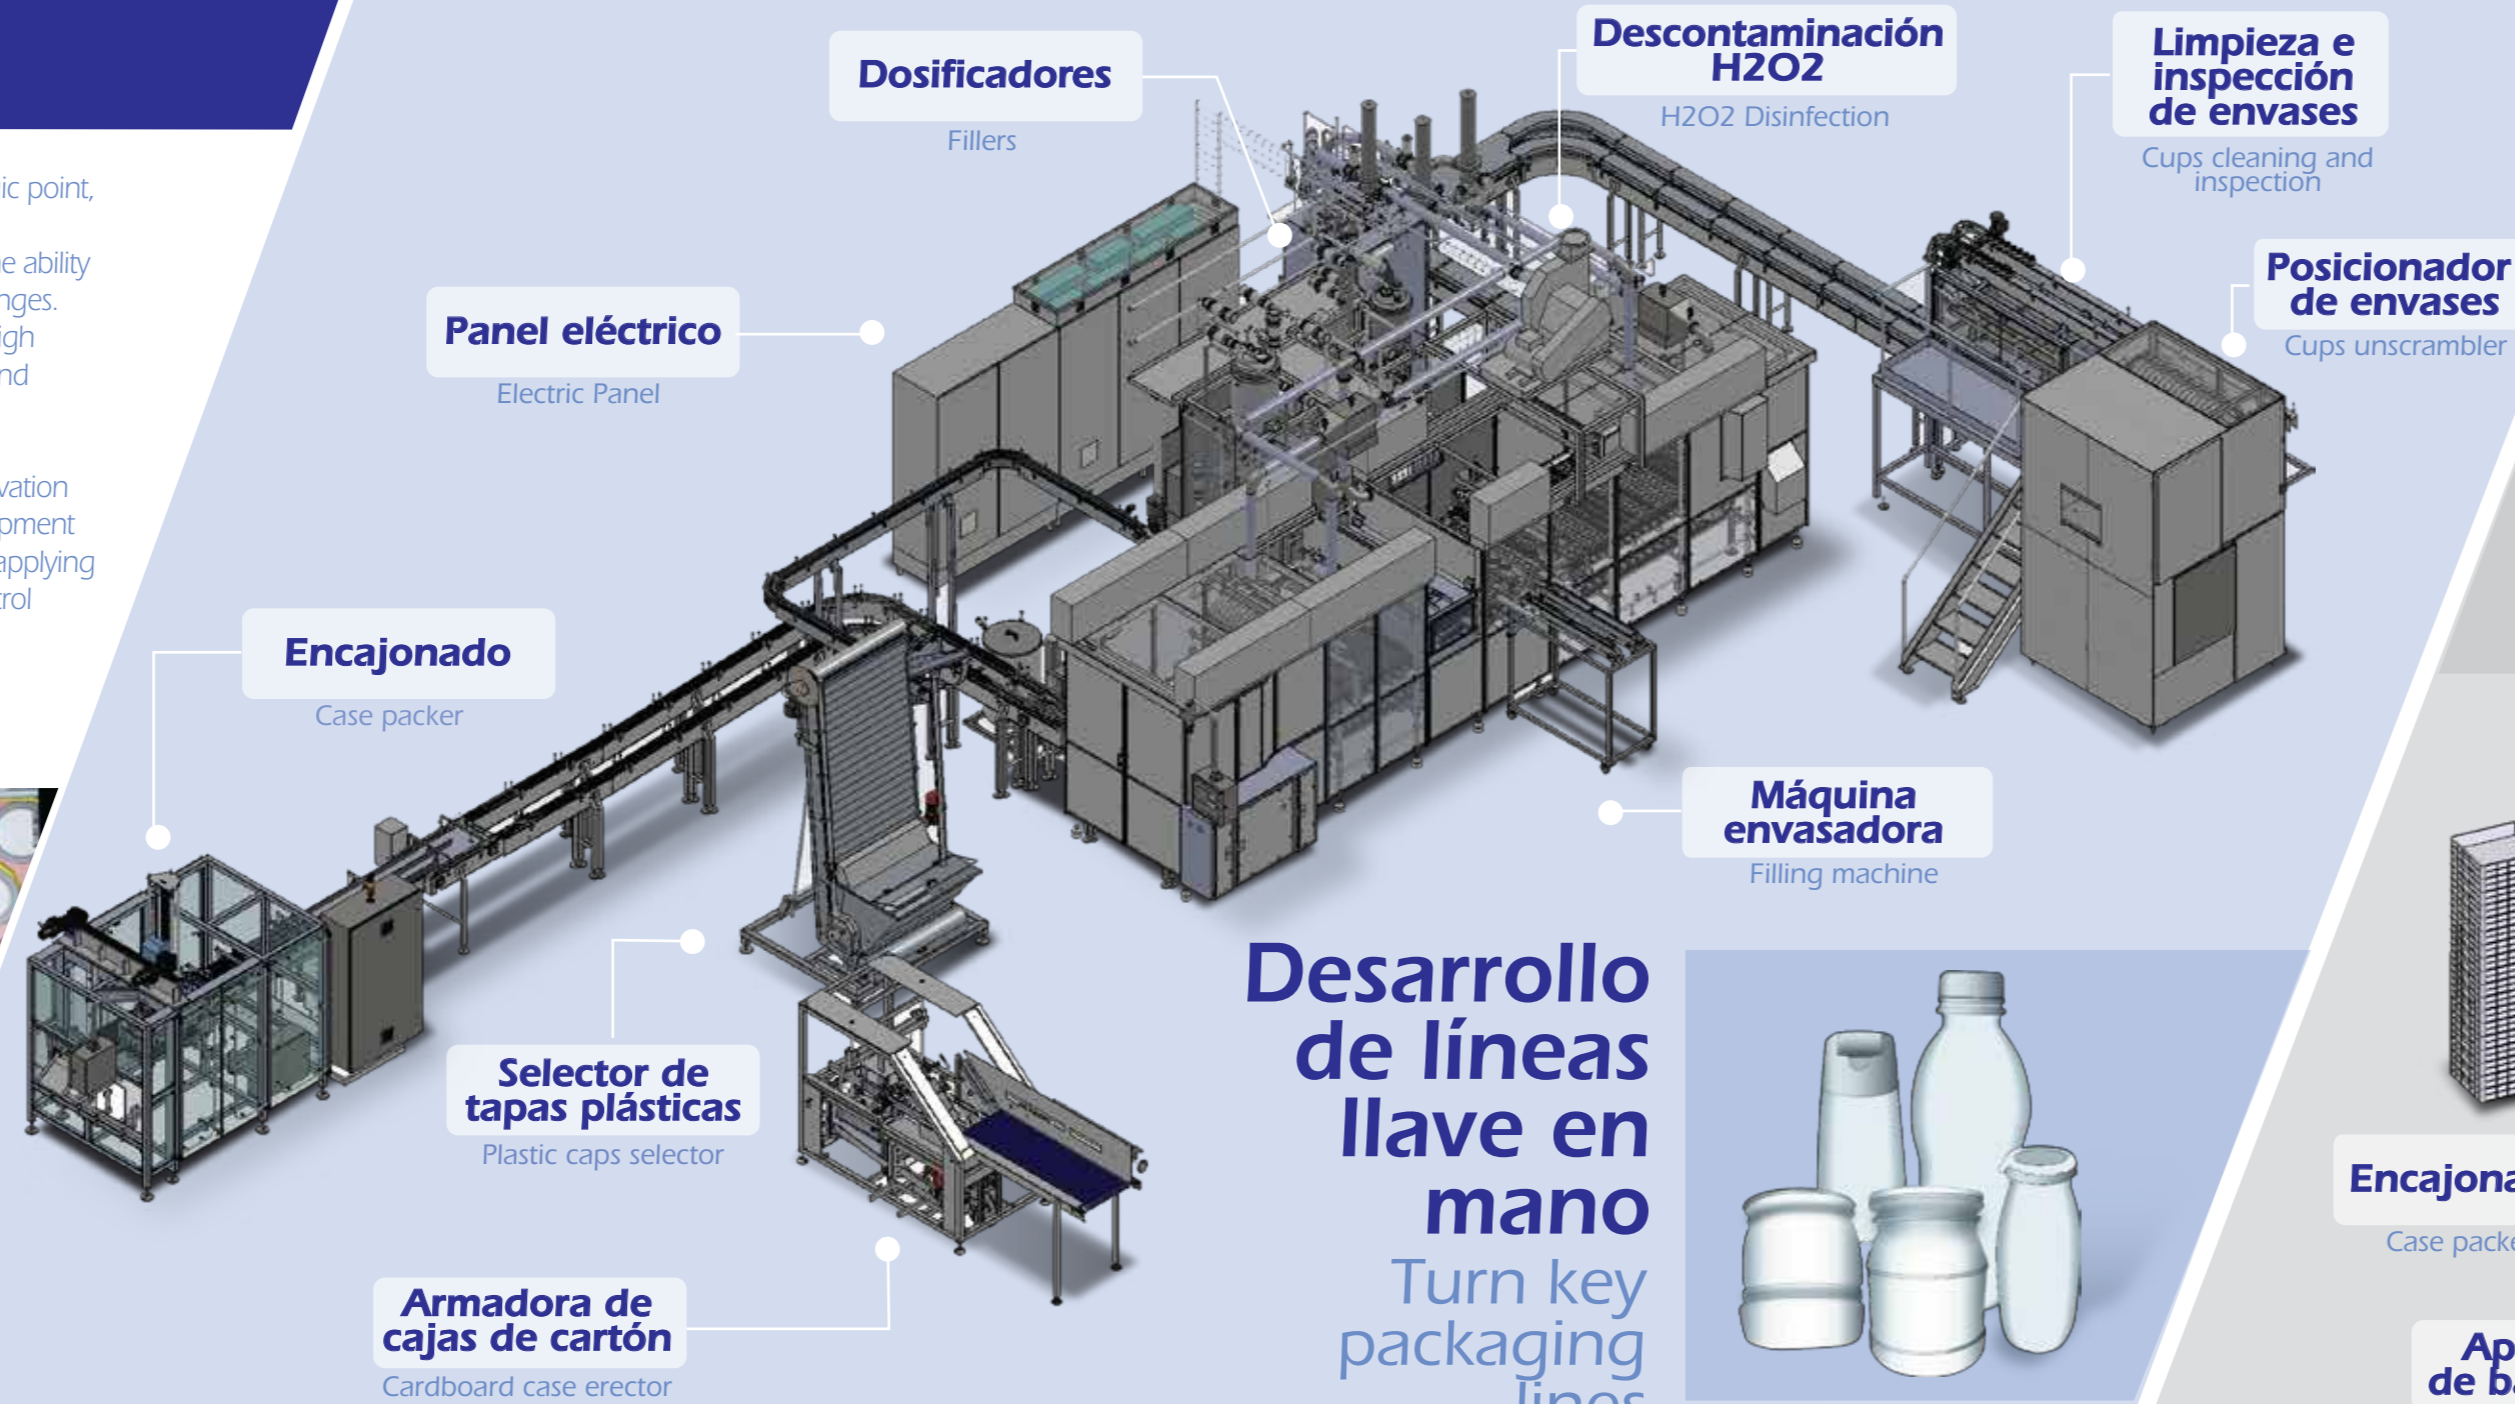 ic point,
e ability
nges.
igh
nd
vation
pment
applying
trol
Dosificadores
Fillers
Descontaminación
H2O2
H2O2 Disinfection
Limpieza e
inspección
de envases
Cups cleaning and
inspection
Posicionador
de envases
Cups unscrambler
Panel eléctrico
Electric Panel
Encajonado
Case packer
Máquina
envasadora
Filling machine
Selector de
tapas plásticas
Plastic caps selector
Armadora de
cajas de cartón
Cardboard case erector
Desarrollo
de líneas
llave en
mano
Turn key
packaging
lines
Encajona
Case packe
Ap
de ba